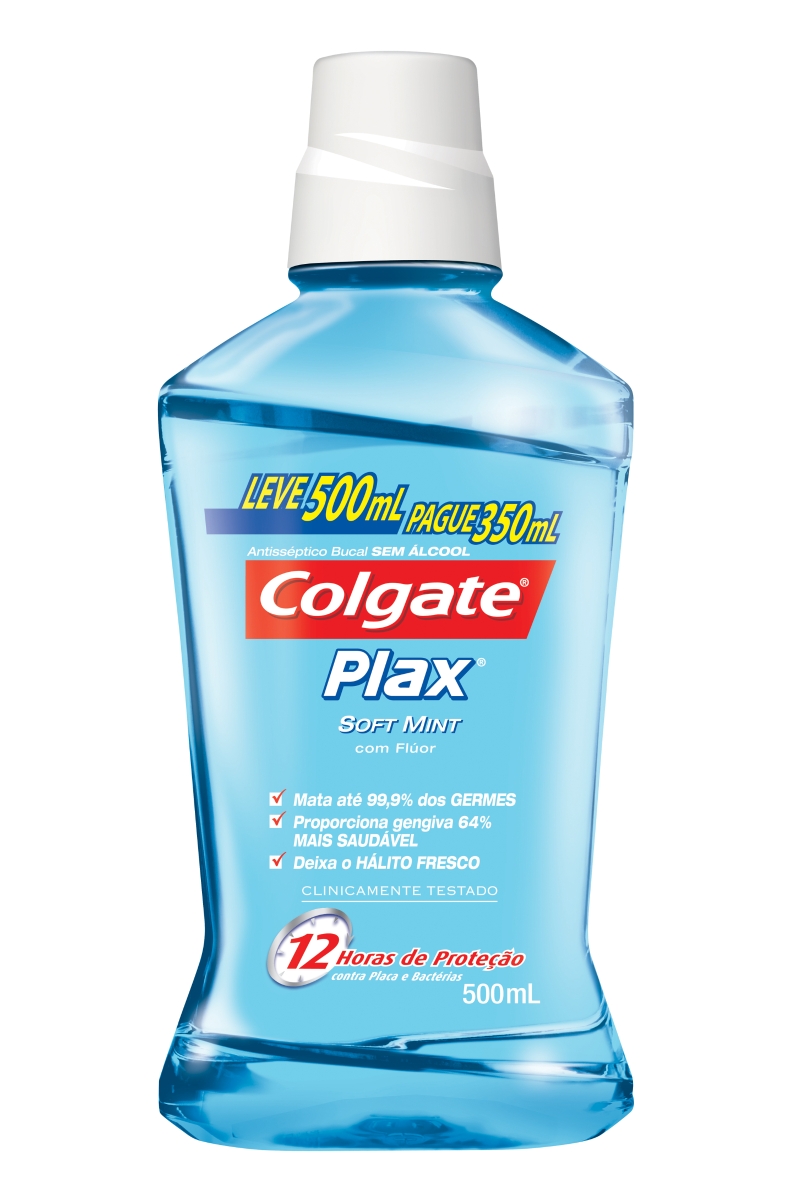 LEVE 500mL PAGUE 350mL
Antisséptico Bucal SEM ÁLCOOL
Colgate®
Plax®
SOFT MINT
com Flúor
Mata até 99,9% dos GERMES
Proporciona gengiva 64%
MAIS SAUDÁVEL
Deixa o HÁLITO FRESCO
CLINICAMENTE TESTADO
12 Horas de Proteção
contra Placa e Bactérias
500mL